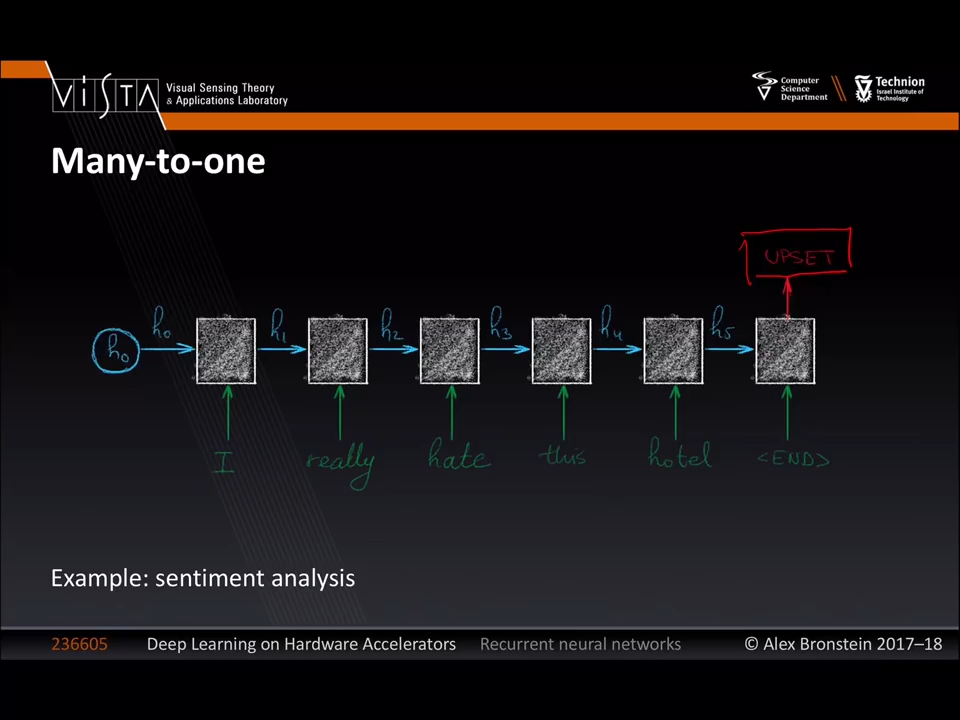 ViSTA Visual Sensing Theory
& Applications Laboratory
Computer
Science
Department
Technion
Israel Institute of
Technology
Many-to-one
UPSET
h₀ h₀ h₁ h₂ h₃ h₄ h₅
I really hate this hotel <END>
Example: sentiment analysis
236605 Deep Learning on Hardware Accelerators Recurrent neural networks © Alex Bronstein 2017–18